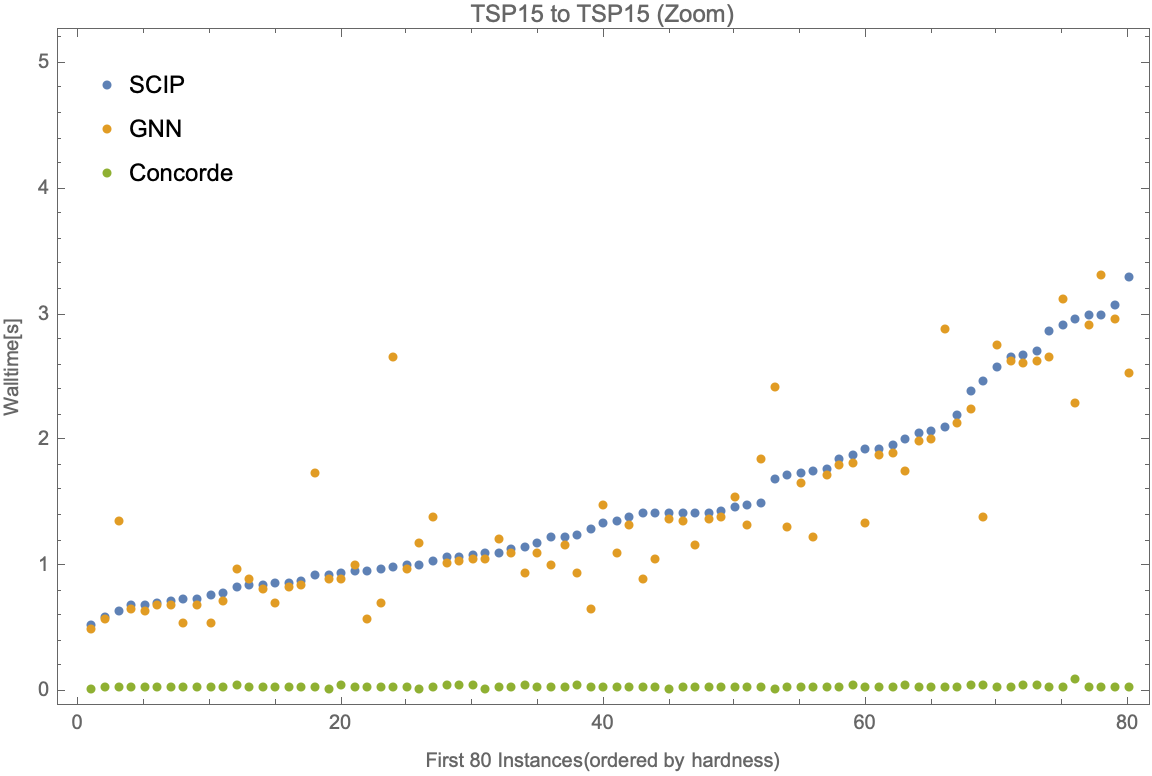 TSP15 to TSP15 (Zoom)
5
SCIP
GNN
4
Concorde
3
Walltime[s]
2
1
0
0 20 40 60 80
First 80 Instances(ordered by hardness)